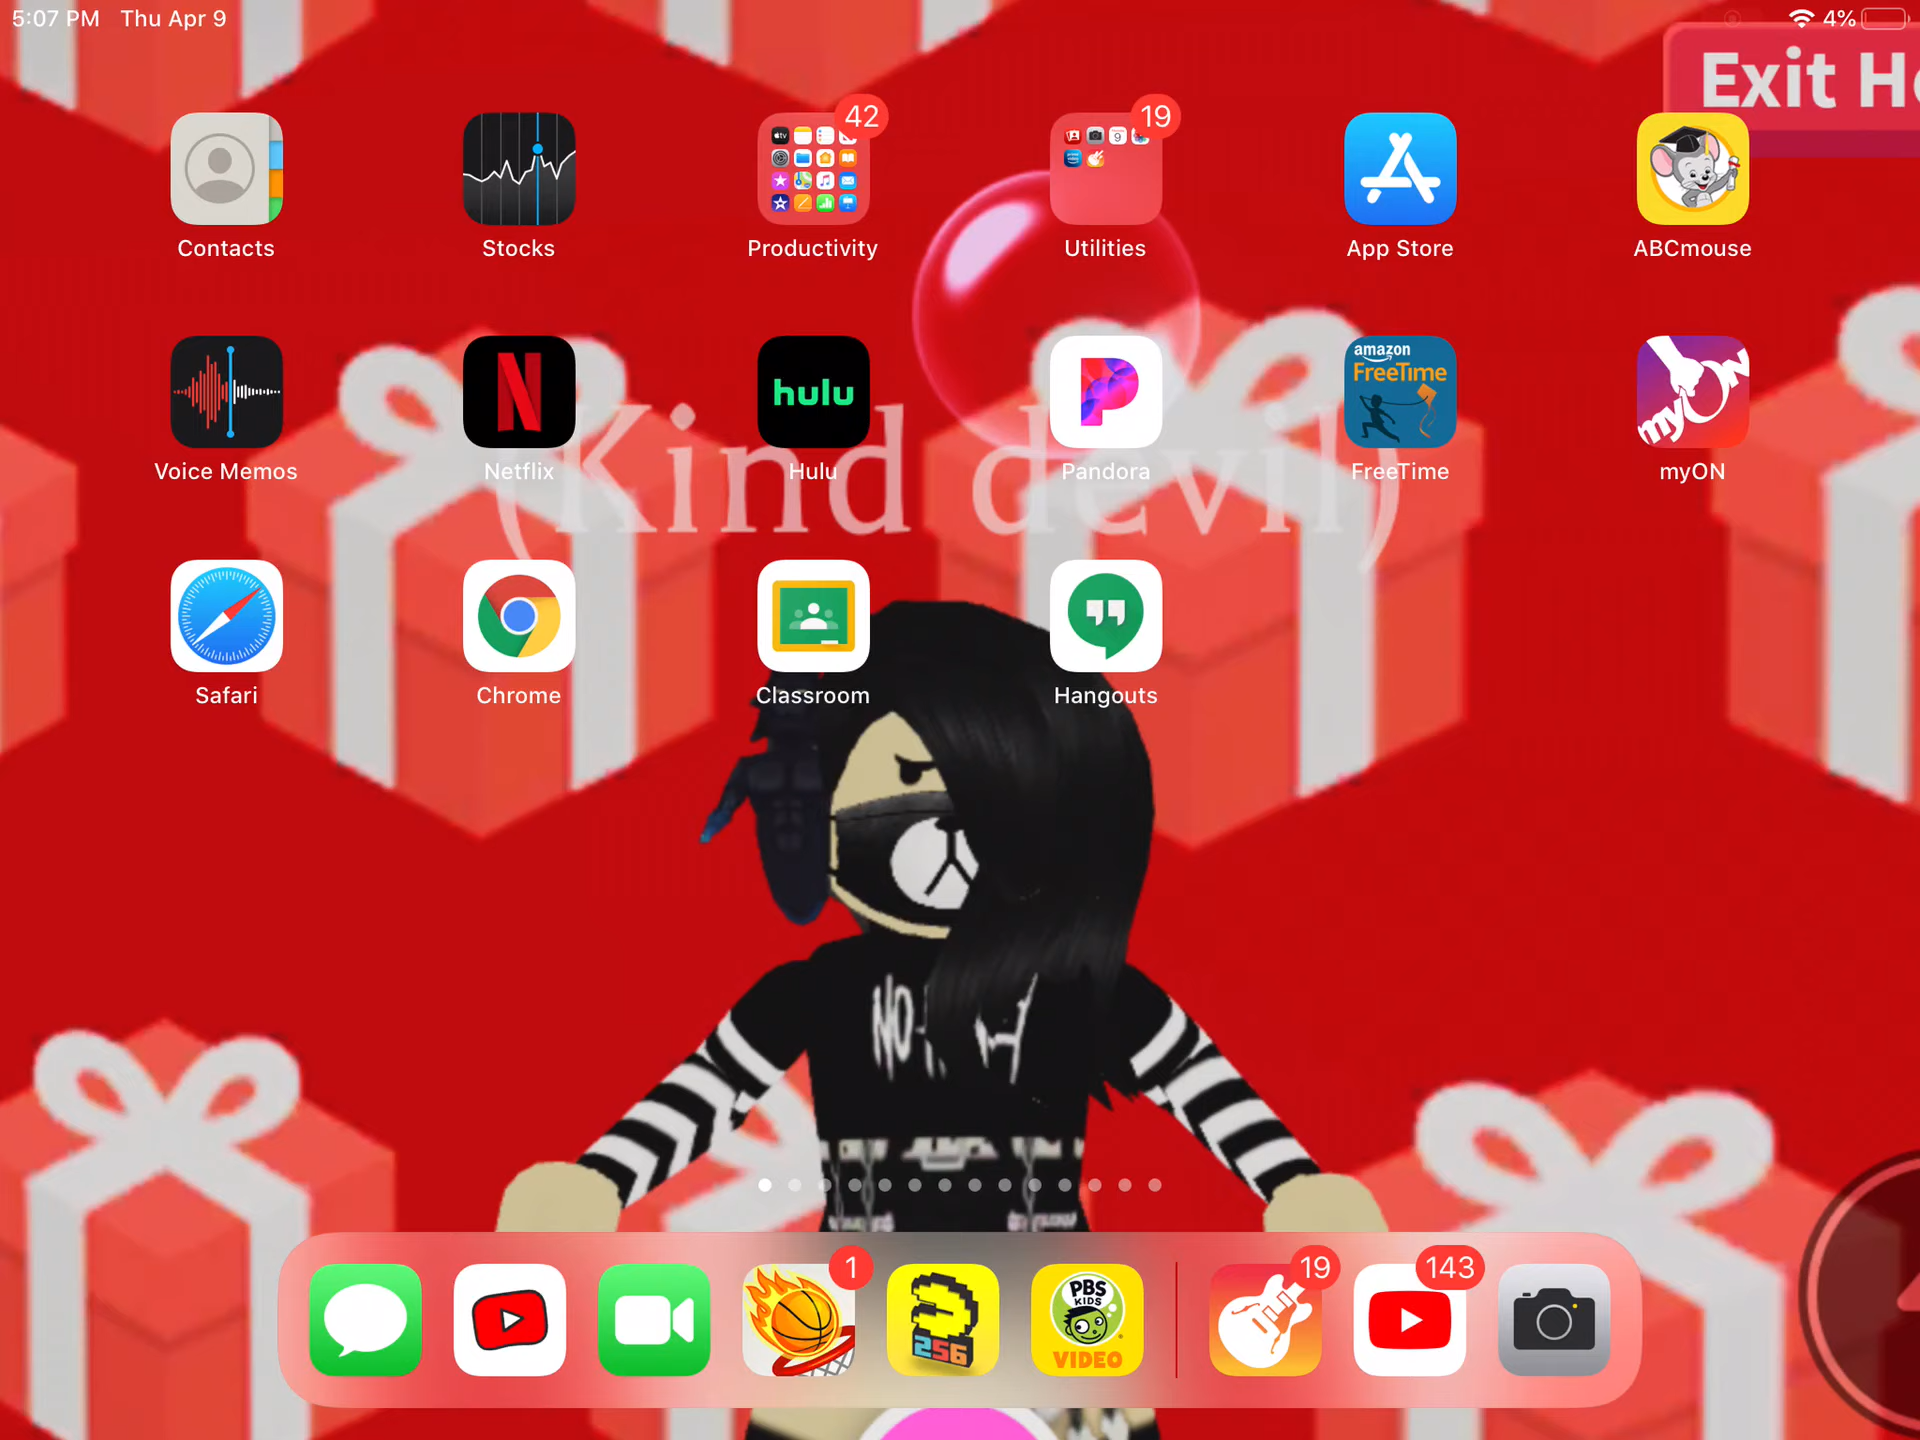 5:07 PM Thu Apr 9
4%
Exit H
42
19
Contacts
Stocks
Productivity
Utilities
App Store
ABCmouse
N
hulu
P
amazon
FreeTime
myON
Voice Memos
Netflix
Hulu
Pandora
FreeTime
myON
(Kind devil)
Safari
Chrome
Classroom
Hangouts
NO
1
19
143
256
PBS
KIDS
VIDEO